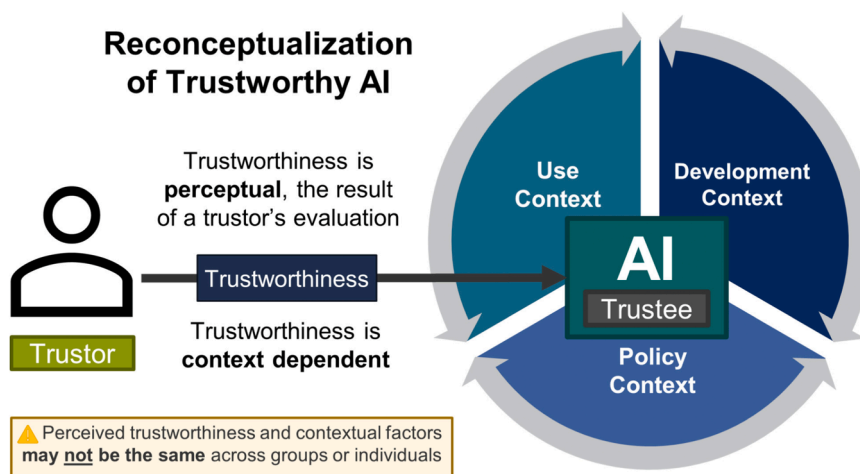 Reconceptualization
of Trustworthy AI
Trustworthiness is
perceptual, the result
of a trustor's evaluation
Trustworthiness
Trustworthiness is
context dependent
Trustor
Perceived trustworthiness and contextual factors
may not be the same across groups or individuals
Use
Context
Development
Context
AI
Trustee
Policy
Context